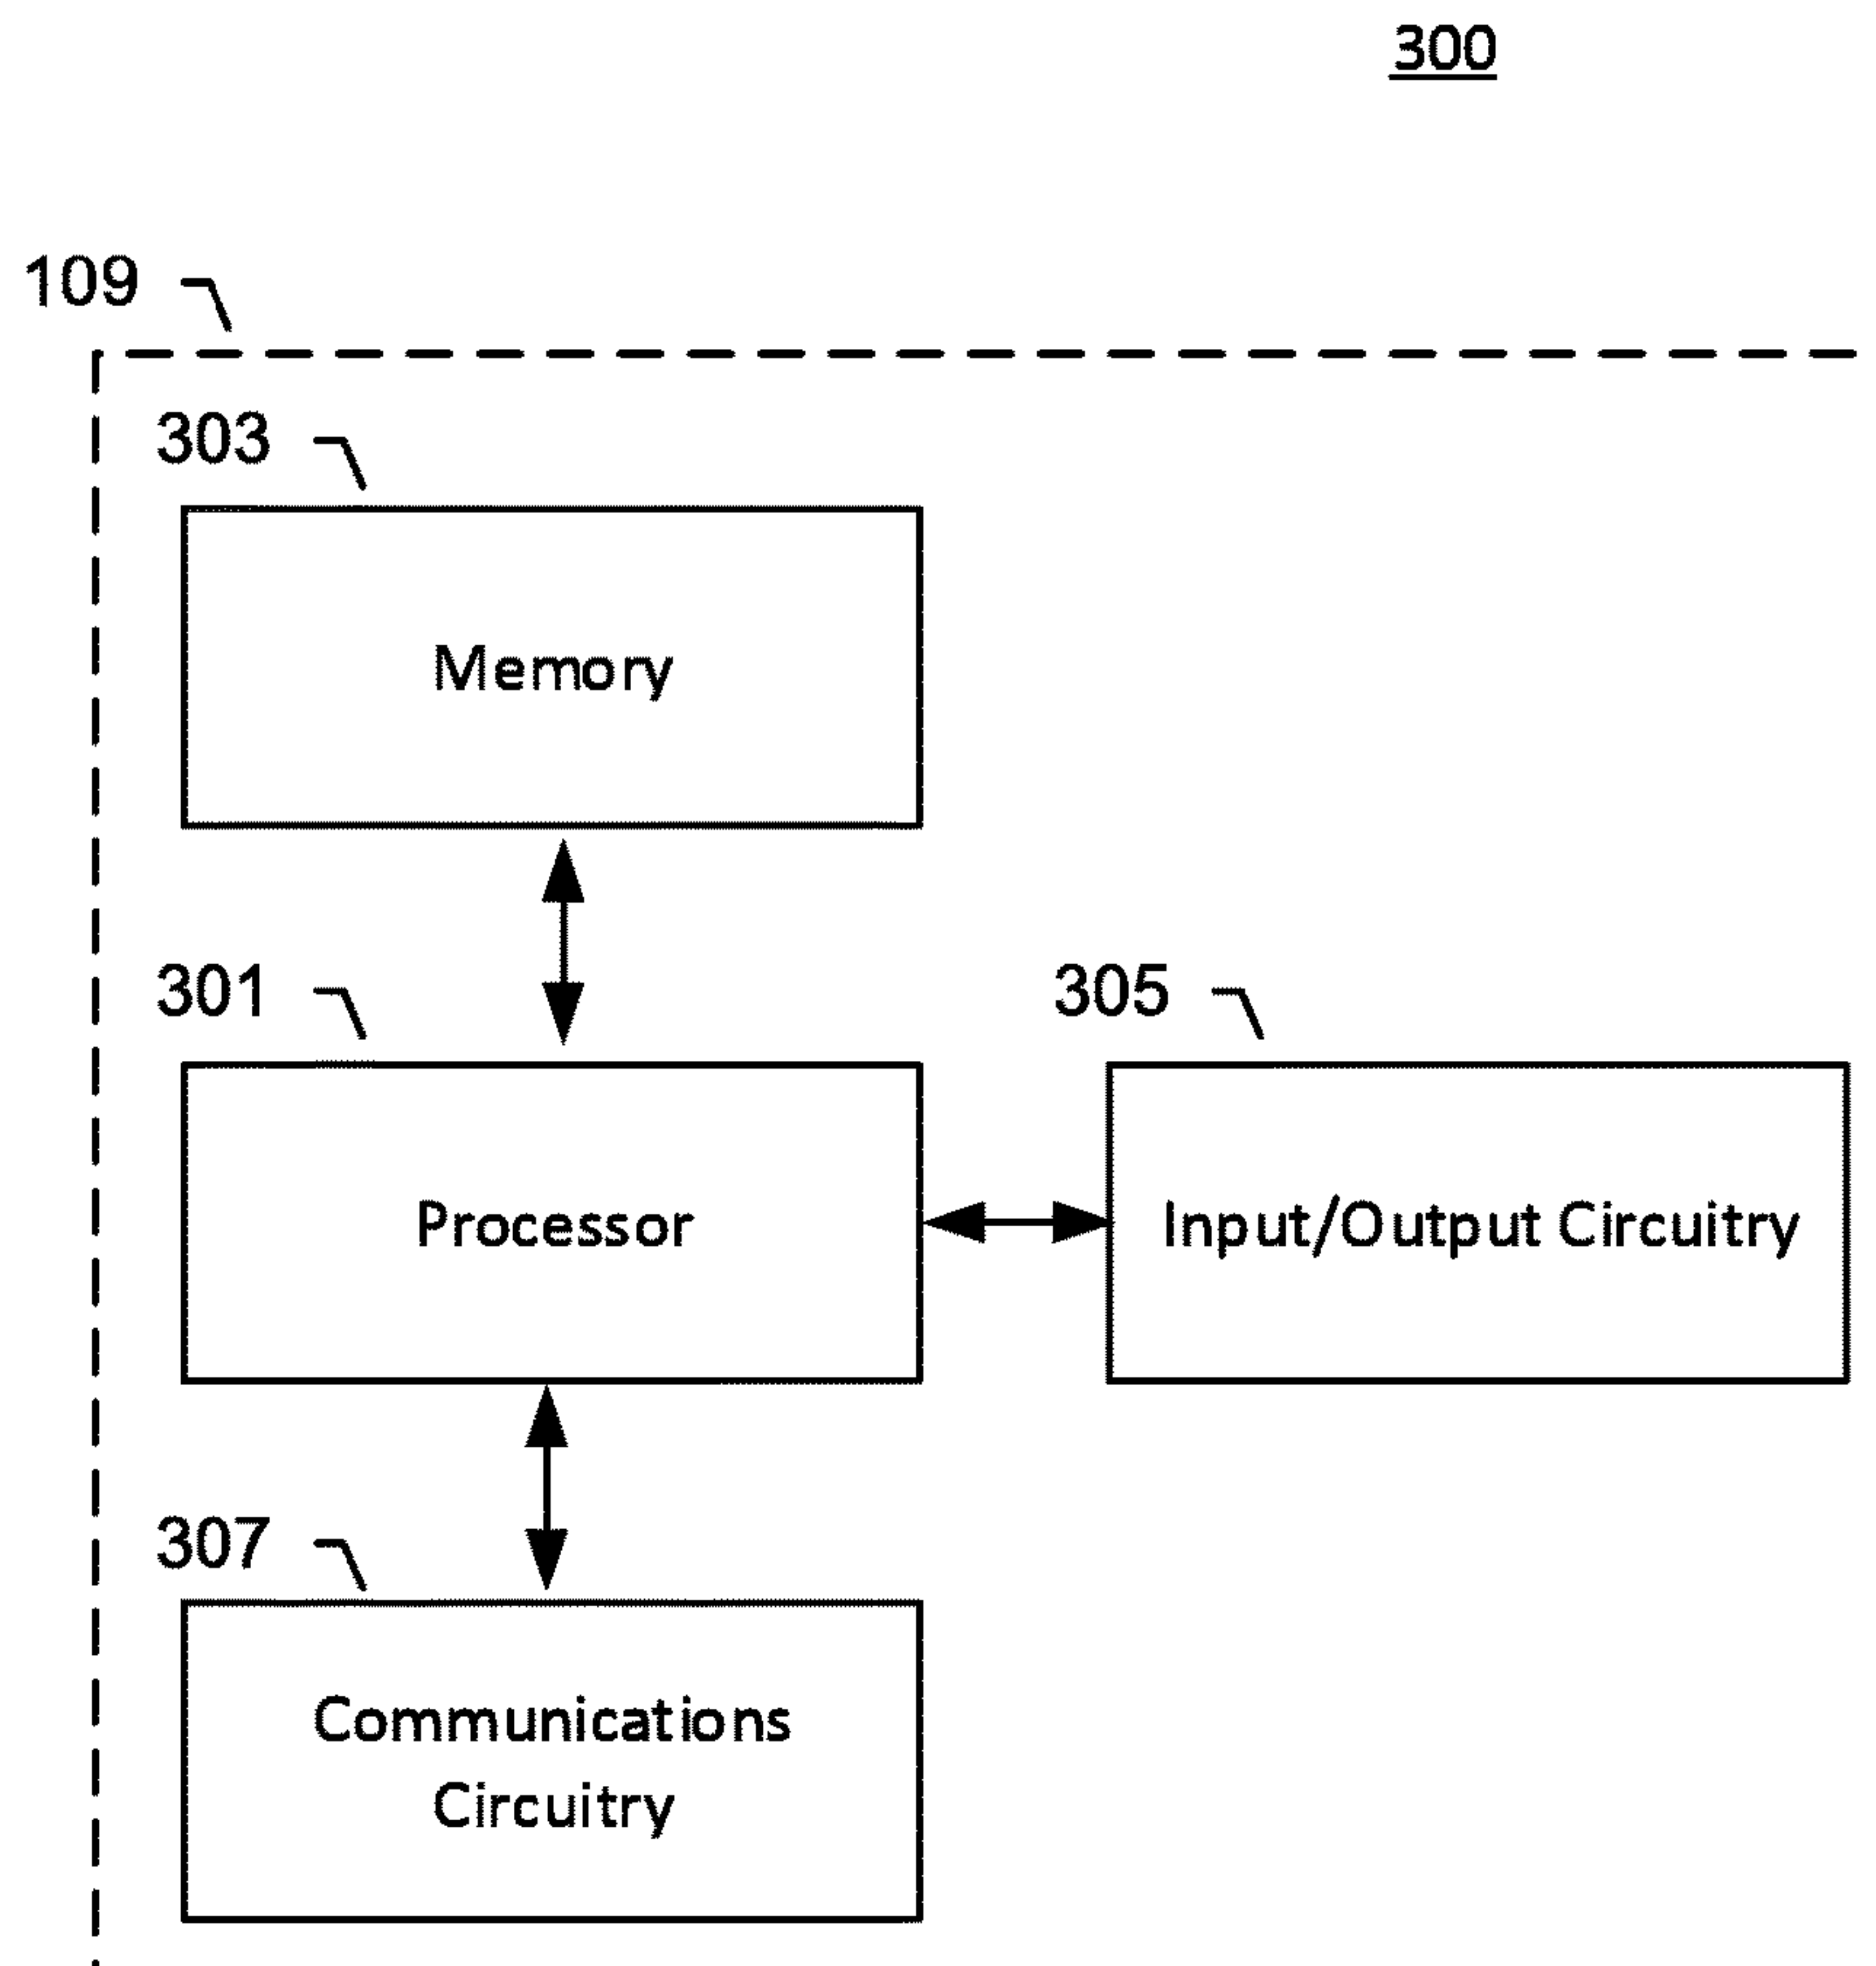 300
109
303
Memory
301
305
Processor
Input/Output Circuitry
307
Communications
Circuitry